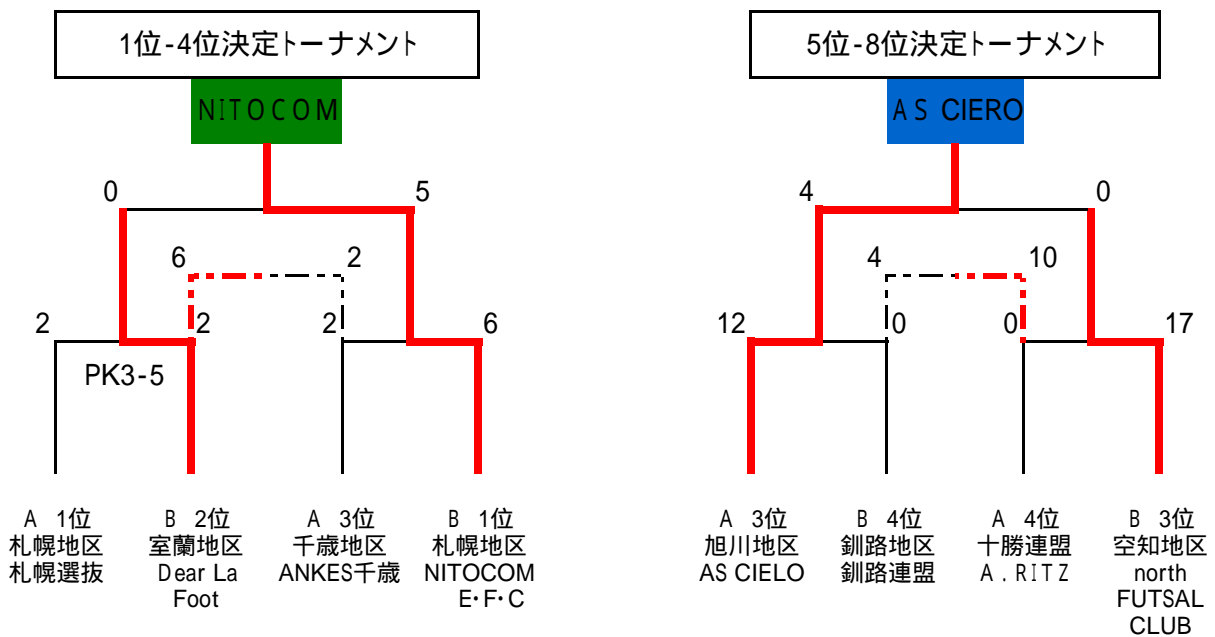 1位-4位決定トーナメント
NITOCOM
0 5
6 2
2 2 2 6
PK3-5
A 1位
札幌地区
札幌選抜
B 2位
室蘭地区
Dear La
Foot
A 3位
千歳地区
ANKES千歳
B 1位
札幌地区
NITOCOM
E・F・C
5位-8位決定トーナメント
AS CIERO
4 0
4 10
12 0 0 17
A 3位
旭川地区
AS CIELO
B 4位
釧路地区
釧路連盟
A 4位
十勝連盟
A.RITZ
B 3位
空知地区
north
FUTSAL
CLUB